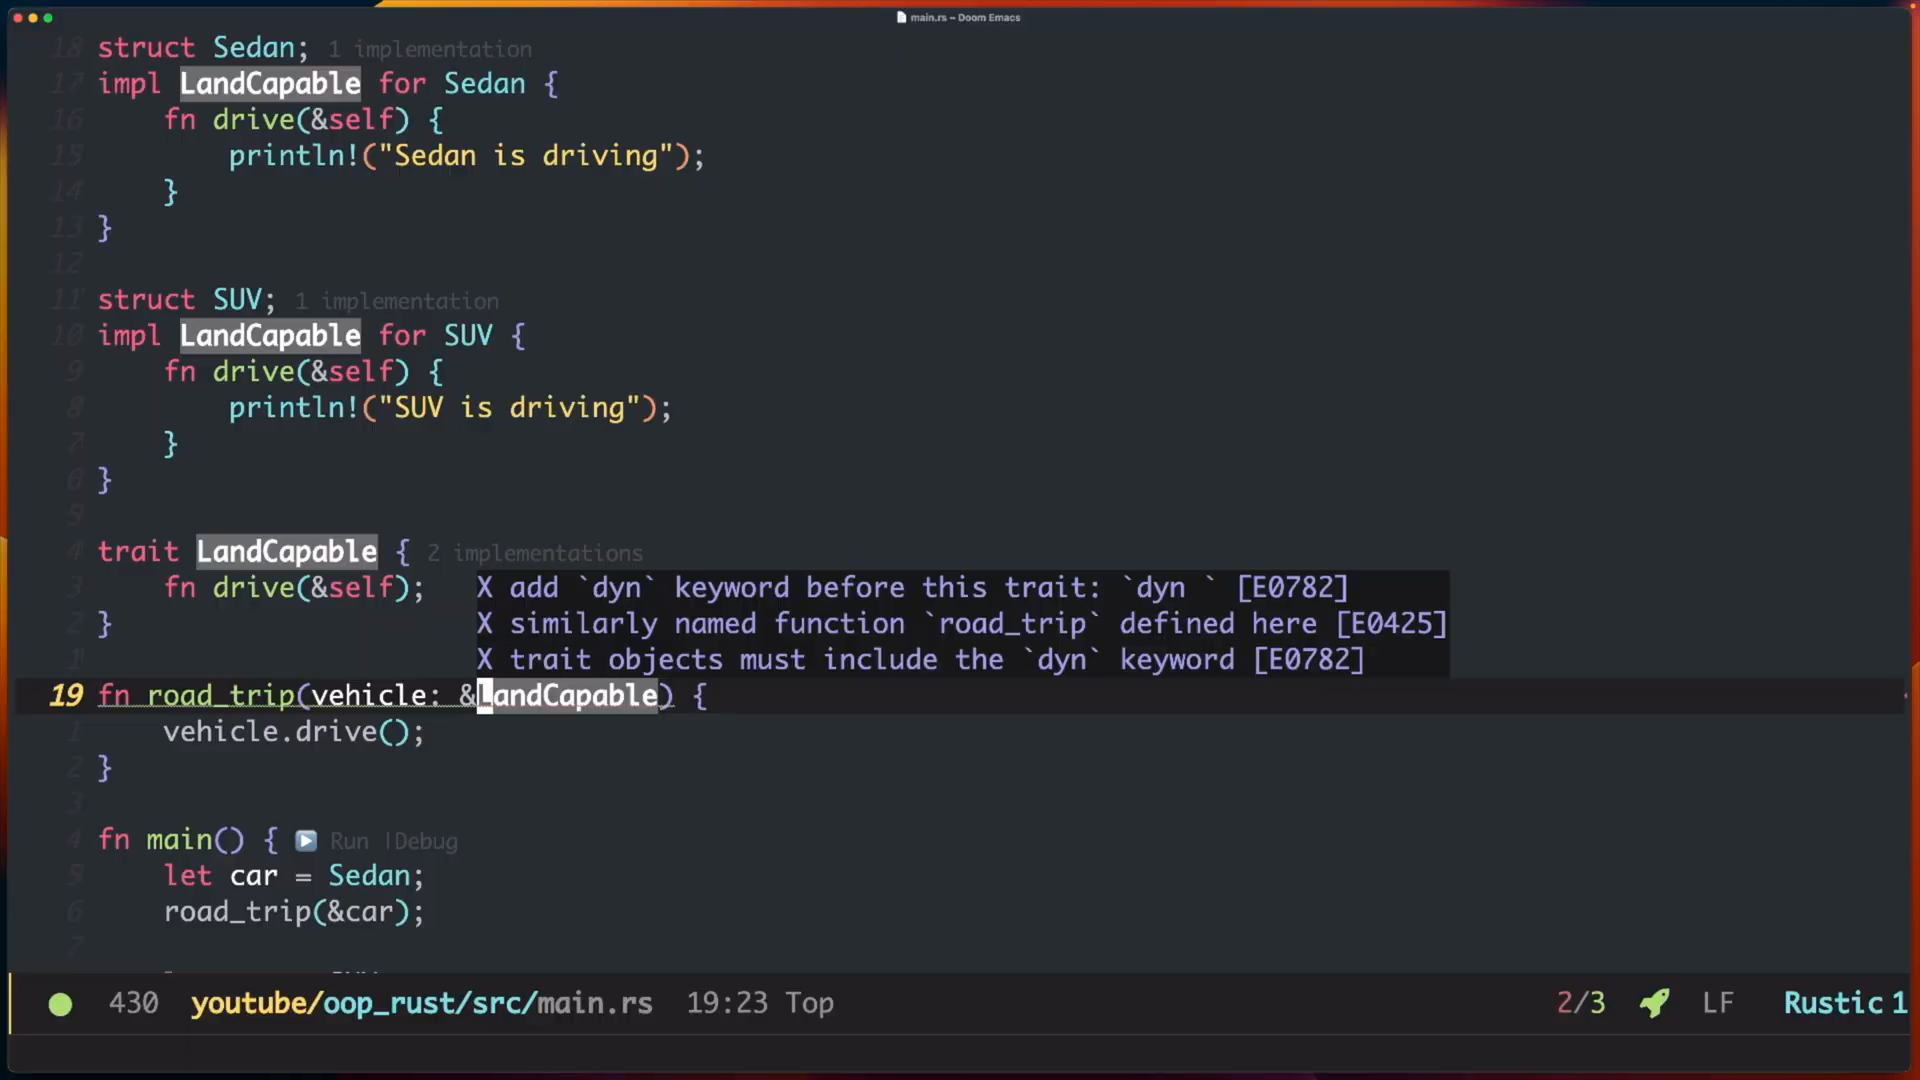 main.rs – Doom Emacs
18 struct Sedan; 1 implementation
17 impl LandCapable for Sedan {
16 fn drive(&self) {
15 println!("Sedan is driving");
14 }
13 }
12
11 struct SUV; 1 implementation
10 impl LandCapable for SUV {
9 fn drive(&self) {
8 println!("SUV is driving");
7 }
6 }
5
4 trait LandCapable { 2 implementations
3 fn drive(&self); X add `dyn` keyword before this trait: `dyn ` [E0782]
2 } X similarly named function `road_trip` defined here [E0425]
1 X trait objects must include the `dyn` keyword [E0782]
19 fn road_trip(vehicle: &LandCapable) {
1 vehicle.drive();
2 }
3
4 fn main() { Run |Debug
5 let car = Sedan;
6 road_trip(&car);
7
430 youtube/oop_rust/src/main.rs 19:23 Top 2/3 LF Rustic 1